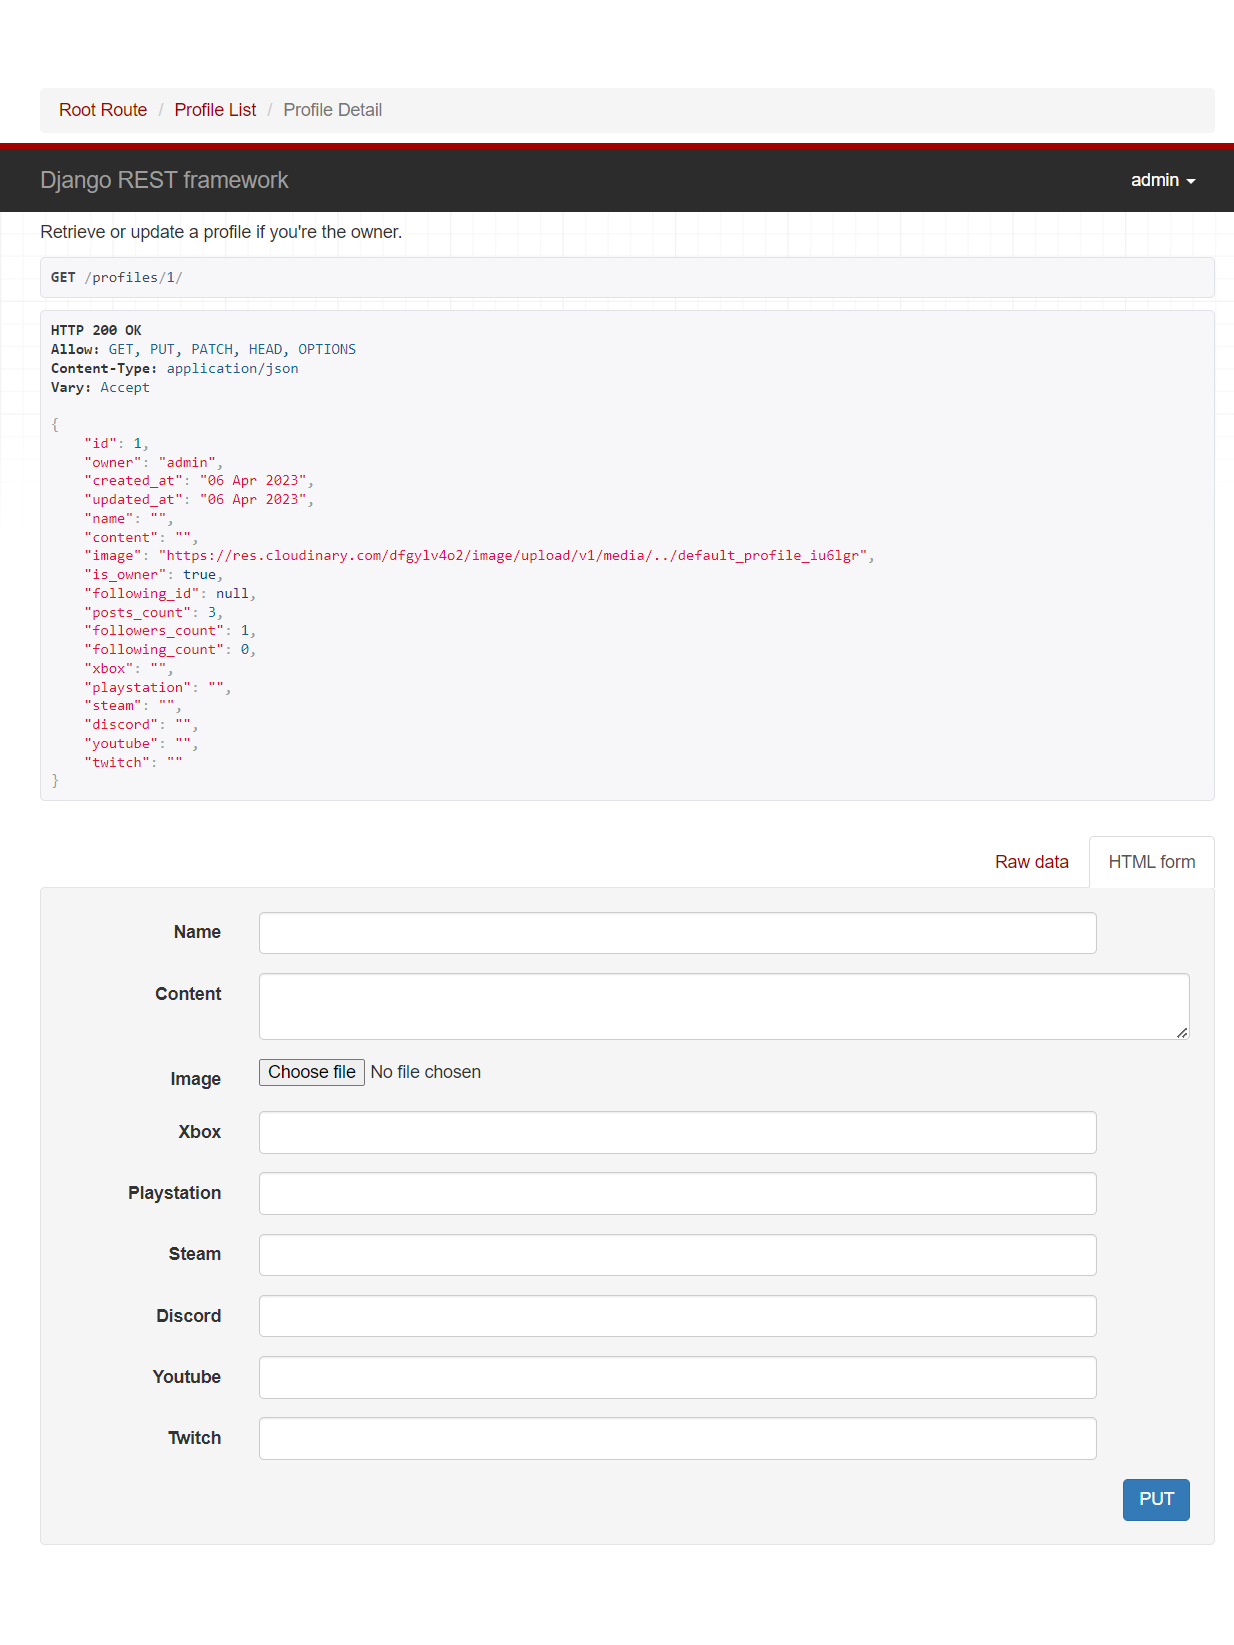 Root Route / Profile List / Profile Detail
Django REST framework
admin
Retrieve or update a profile if you're the owner.
GET /profiles/1/
HTTP 200 OK
Allow: GET, PUT, PATCH, HEAD, OPTIONS
Content-Type: application/json
Vary: Accept
{
"id": 1,
"owner": "admin",
"created_at": "06 Apr 2023",
"updated_at": "06 Apr 2023",
"name": "",
"content": "",
"image": "https://res.cloudinary.com/dfgylv4o2/image/upload/v1/media/../default_profile_iu6lgr",
"is_owner": true,
"following_id": null,
"posts_count": 3,
"followers_count": 1,
"following_count": 0,
"xbox": "",
"playstation": "",
"steam": "",
"discord": "",
"youtube": "",
"twitch": ""
}
Raw data
HTML form
Name
Content
Image
Choose file No file chosen
Xbox
Playstation
Steam
Discord
Youtube
Twitch
PUT